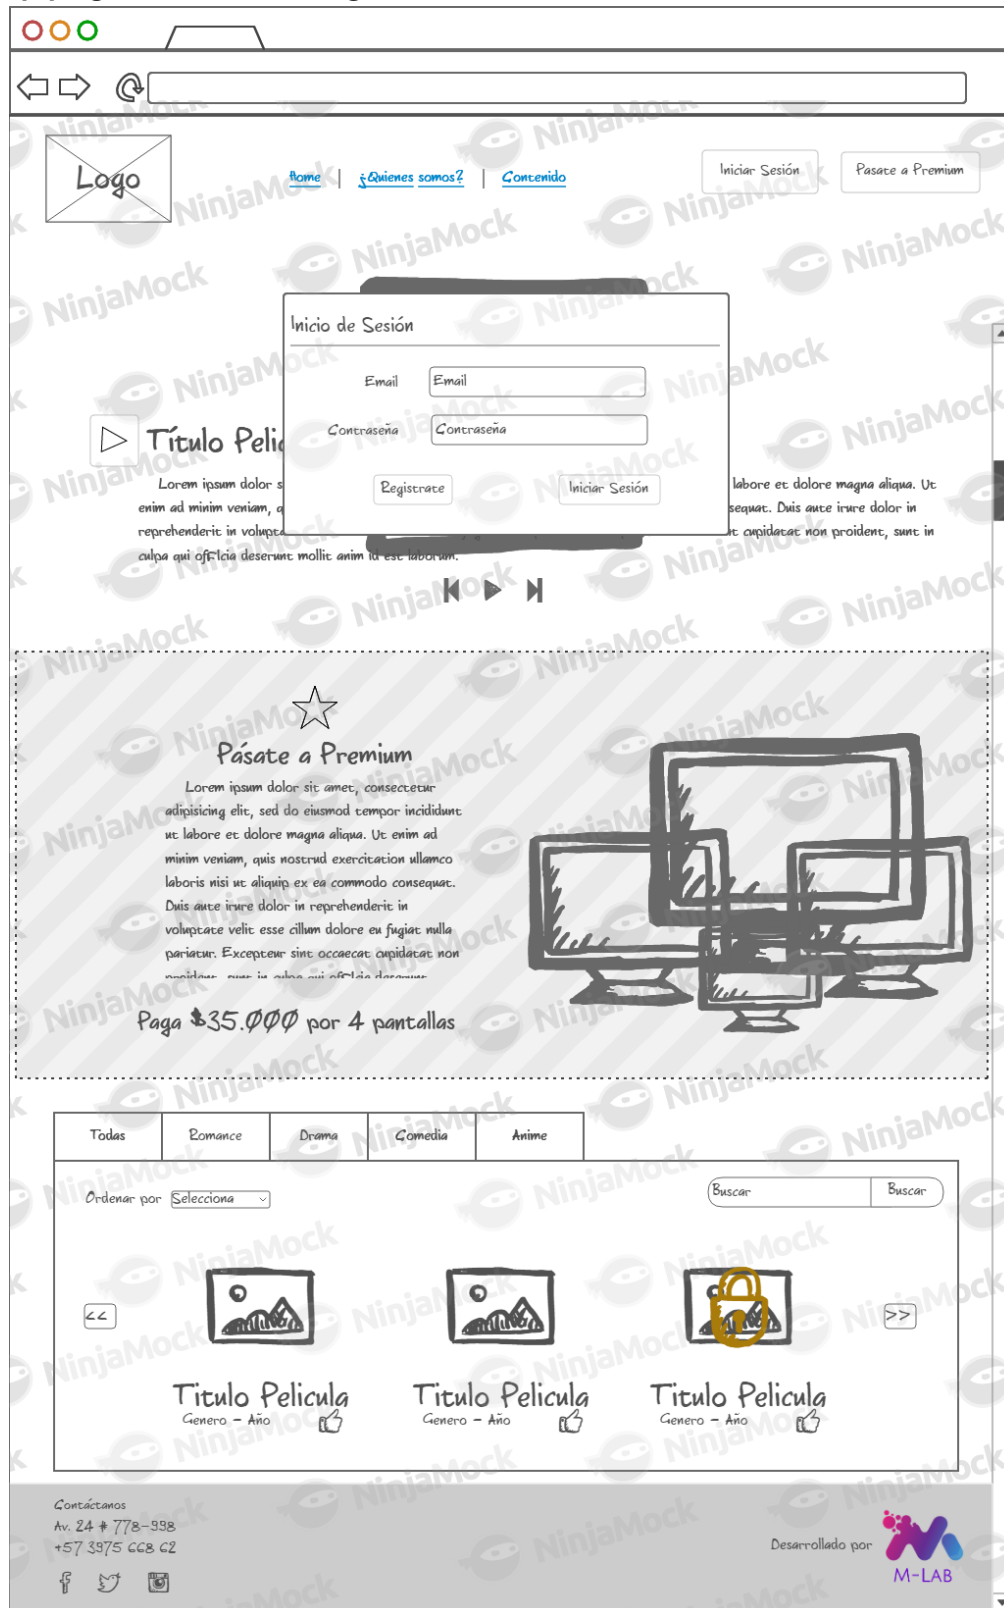 Logo
Home | ¿Quienes somos? | Contenido
Iniciar Sesión
Pasate a Premium
Inicio de Sesión
Email
Email
Contraseña
Contraseña
Registrate
Iniciar Sesión
Título Pelic
Lorem ipsum dolor s
labore et dolore magna aliqua. Ut
enim ad minim veniam, q
sequat. Duis aute irure dolor in
reprehenderit in volupta
t cupidatat non proident, sunt in
culpa qui officia deserunt mollit anim id est laborum.
Pásate a Premium
Lorem ipsum dolor sit amet, consectetur
adipisicing elit, sed do eiusmod tempor incididunt
ut labore et dolore magna aliqua. Ut enim ad
minim veniam, quis nostrud exercitation ullamco
laboris nisi ut aliquip ex ea commodo consequat.
Duis aute irure dolor in reprehenderit in
voluptate velit esse cillum dolore eu fugiat nulla
pariatur. Excepteur sint occaecat cupidatat non
proident, sunt in culpa qui officia deserunt
Paga $35.000 por 4 pantallas
Todas
Romance
Drama
Comedia
Anime
Ordenar por
Selecciona
Buscar
Buscar
<<
>>
Titulo Pelicula
Genero - Año
Titulo Pelicula
Genero - Año
Titulo Pelicula
Genero - Año
Contáctanos
Av. 24 # 778-998
+57 3975 668 62
Desarrollado por
M-LAB
NinjaMock